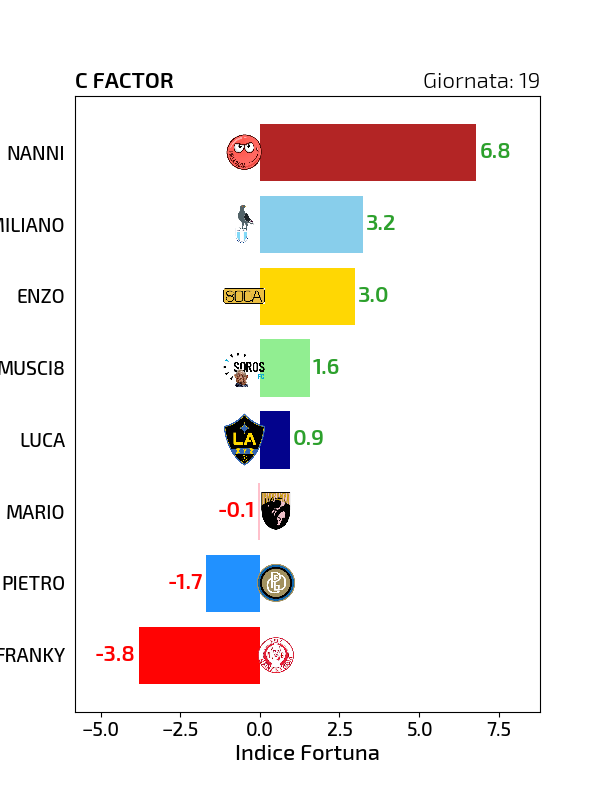 C FACTOR Giornata: 19
NANNI 6.8
MILIANO 3.2
ENZO SOCA 3.0
MUSCI8 SOROS 1.6
LUCA LA 0.9
MARIO -0.1
PIETRO -1.7
FRANKY -3.8
−5.0 −2.5 0.0 2.5 5.0 7.5
Indice Fortuna